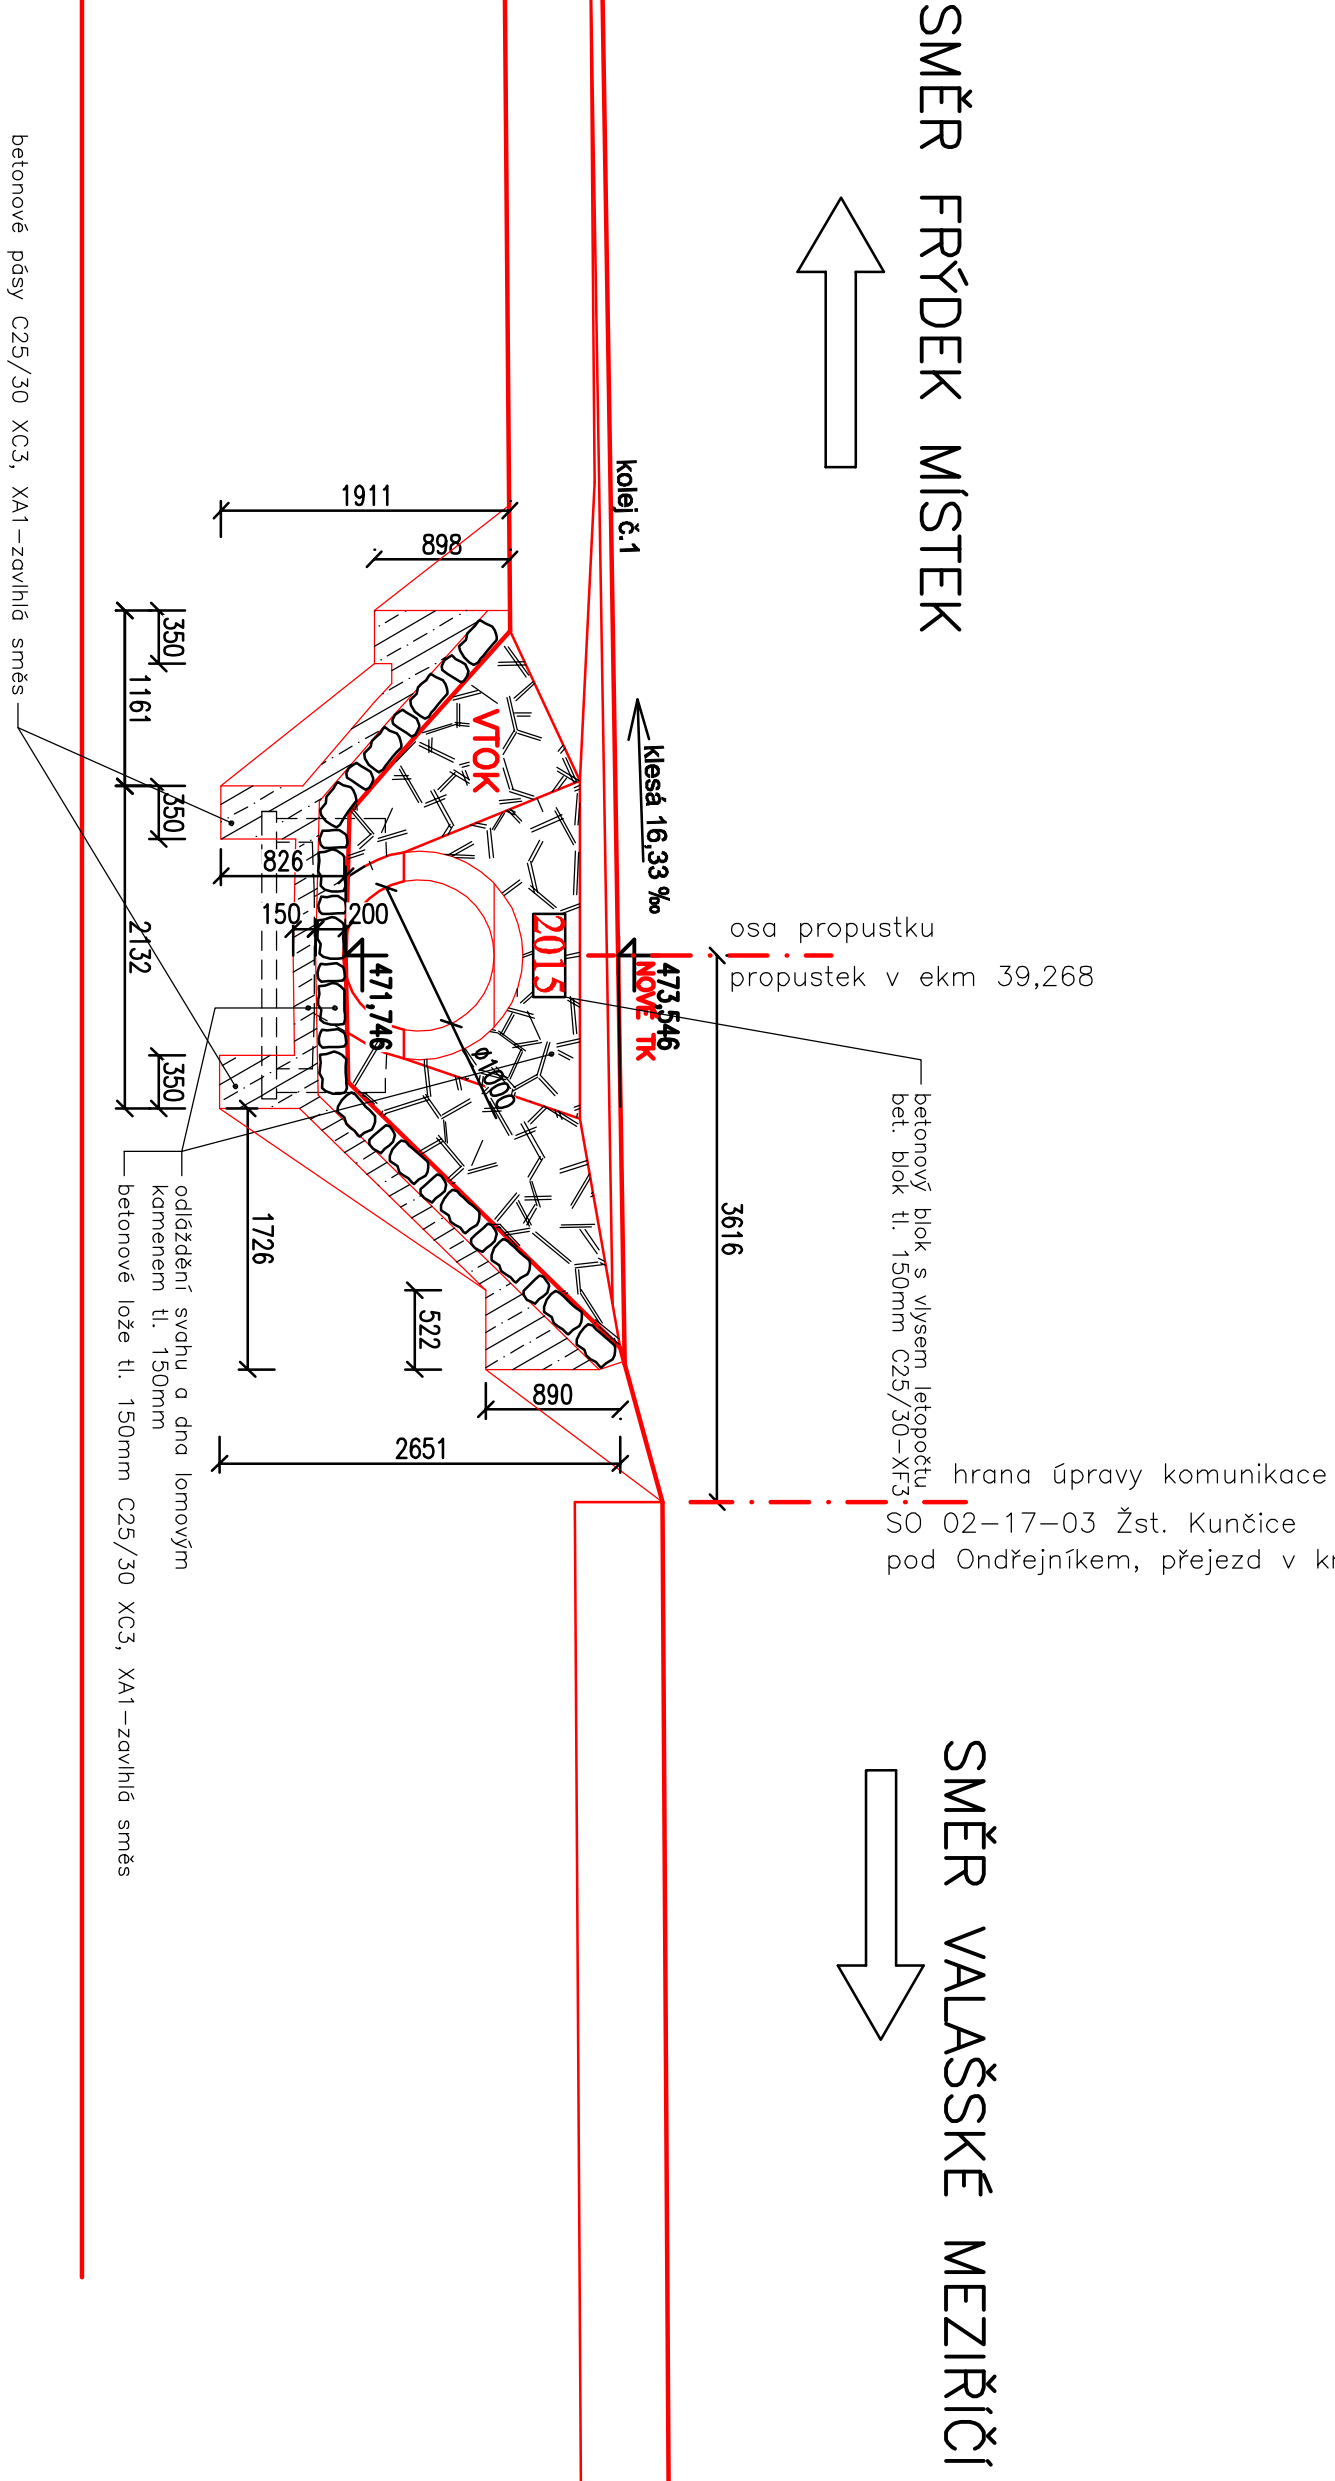 SMĚR FRÝDEK MÍSTEK
kolej č.1
klesá 16,33 ‰
osa propustku
propustek v ekm 39,268
473,546
NOVÉ TK
2015
VTOK
471,746
ø1000
betonový blok s vlysem letopočtu
bet. blok tl. 150mm C25/30-XF3
hrana úpravy komunikace
SO 02-17-03 Žst. Kunčice
pod Ondřejníkem, přejezd v
3616
1911
898
350
1161
350
826
150
200
2132
350
1726
522
890
2651
betonové pásy C25/30 XC3, XA1-zavlhlá směs
odláždění svahu a dna lomovým
kamenem tl. 150mm
betonové lože tl. 150mm C25/30 XC3, XA1-zavlhlá směs
SMĚR VALAŠSKÉ MEZIŘÍČÍ